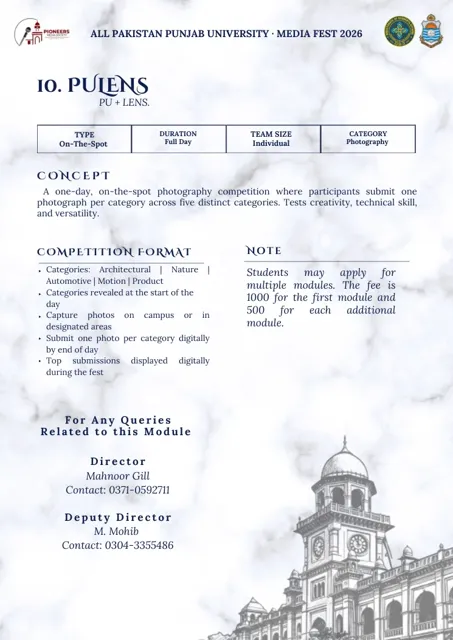 PIONEERS
ALL PAKISTAN PUNJAB UNIVERSITY · MEDIA FEST 2026
10. PULENS
PU + LENS.
TYPE
On-The-Spot
DURATION
Full Day
TEAM SIZE
Individual
CATEGORY
Photography
CONCEPT
A one-day, on-the-spot photography competition where participants submit one
photograph per category across five distinct categories. Tests creativity, technical skill,
and versatility.
COMPETITION FORMAT
• Categories: Architectural | Nature |
Automotive | Motion | Product
• Categories revealed at the start of the
day
• Capture photos on campus or in
designated areas
• Submit one photo per category digitally
by end of day
• Top submissions displayed digitally
during the fest
NOTE
Students may apply for
multiple modules. The fee is
1000 for the first module and
500 for each additional
module.
For Any Queries
Related to this Module
Director
Mahnoor Gill
Contact: 0371-0592711
Deputy Director
M. Mohib
Contact: 0304-3355486